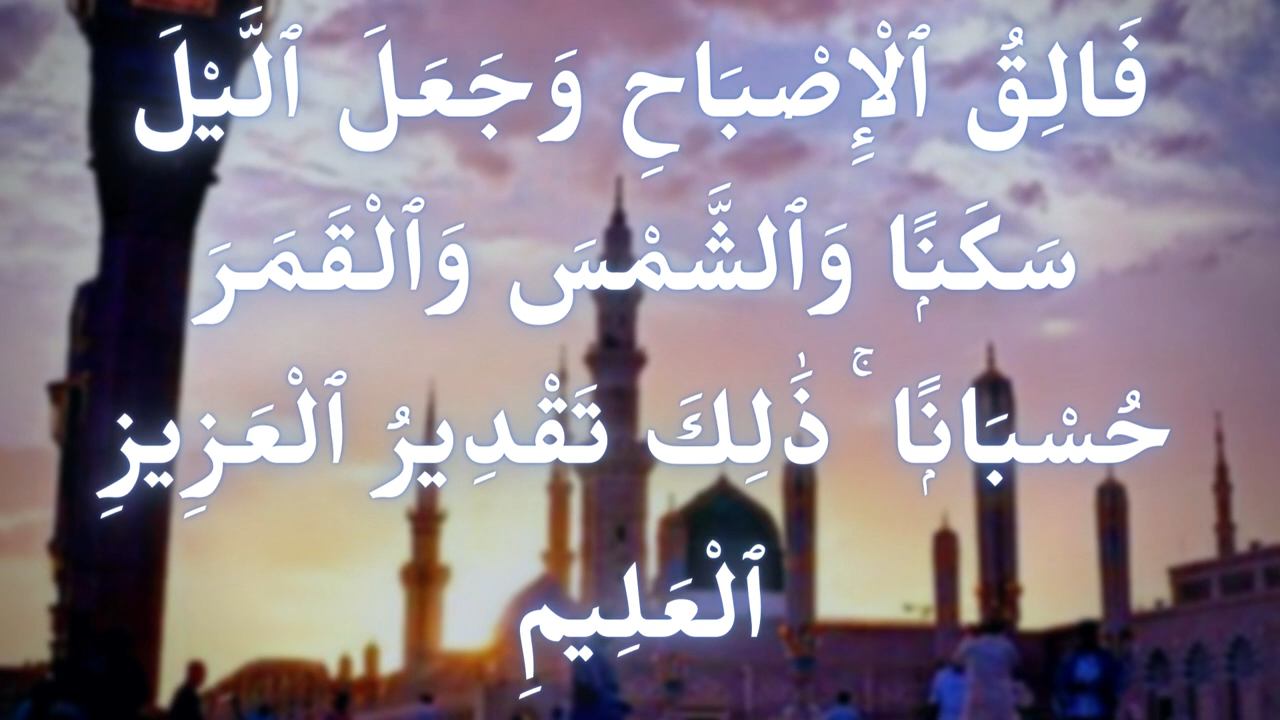 فَالِقُ ٱلْإِصْبَاحِ وَجَعَلَ ٱلَّيْلَ
سَكَنًۭا وَٱلشَّمْسَ وَٱلْقَمَرَ
حُسْبَانًۭا ۚ ذَٰلِكَ تَقْدِيرُ ٱلْعَزِيزِ
ٱلْعَلِيمِ